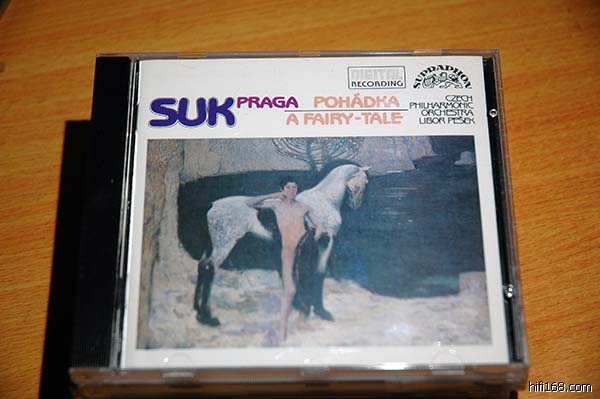 DIGITAL
RECORDING
SUPRAPHON
SUK PRAGA POHÁDKA
A FAIRY-TALE
CZECH
PHILHARMONIC
ORCHESTRA
LIBOR PEŠEK
hifi168.com